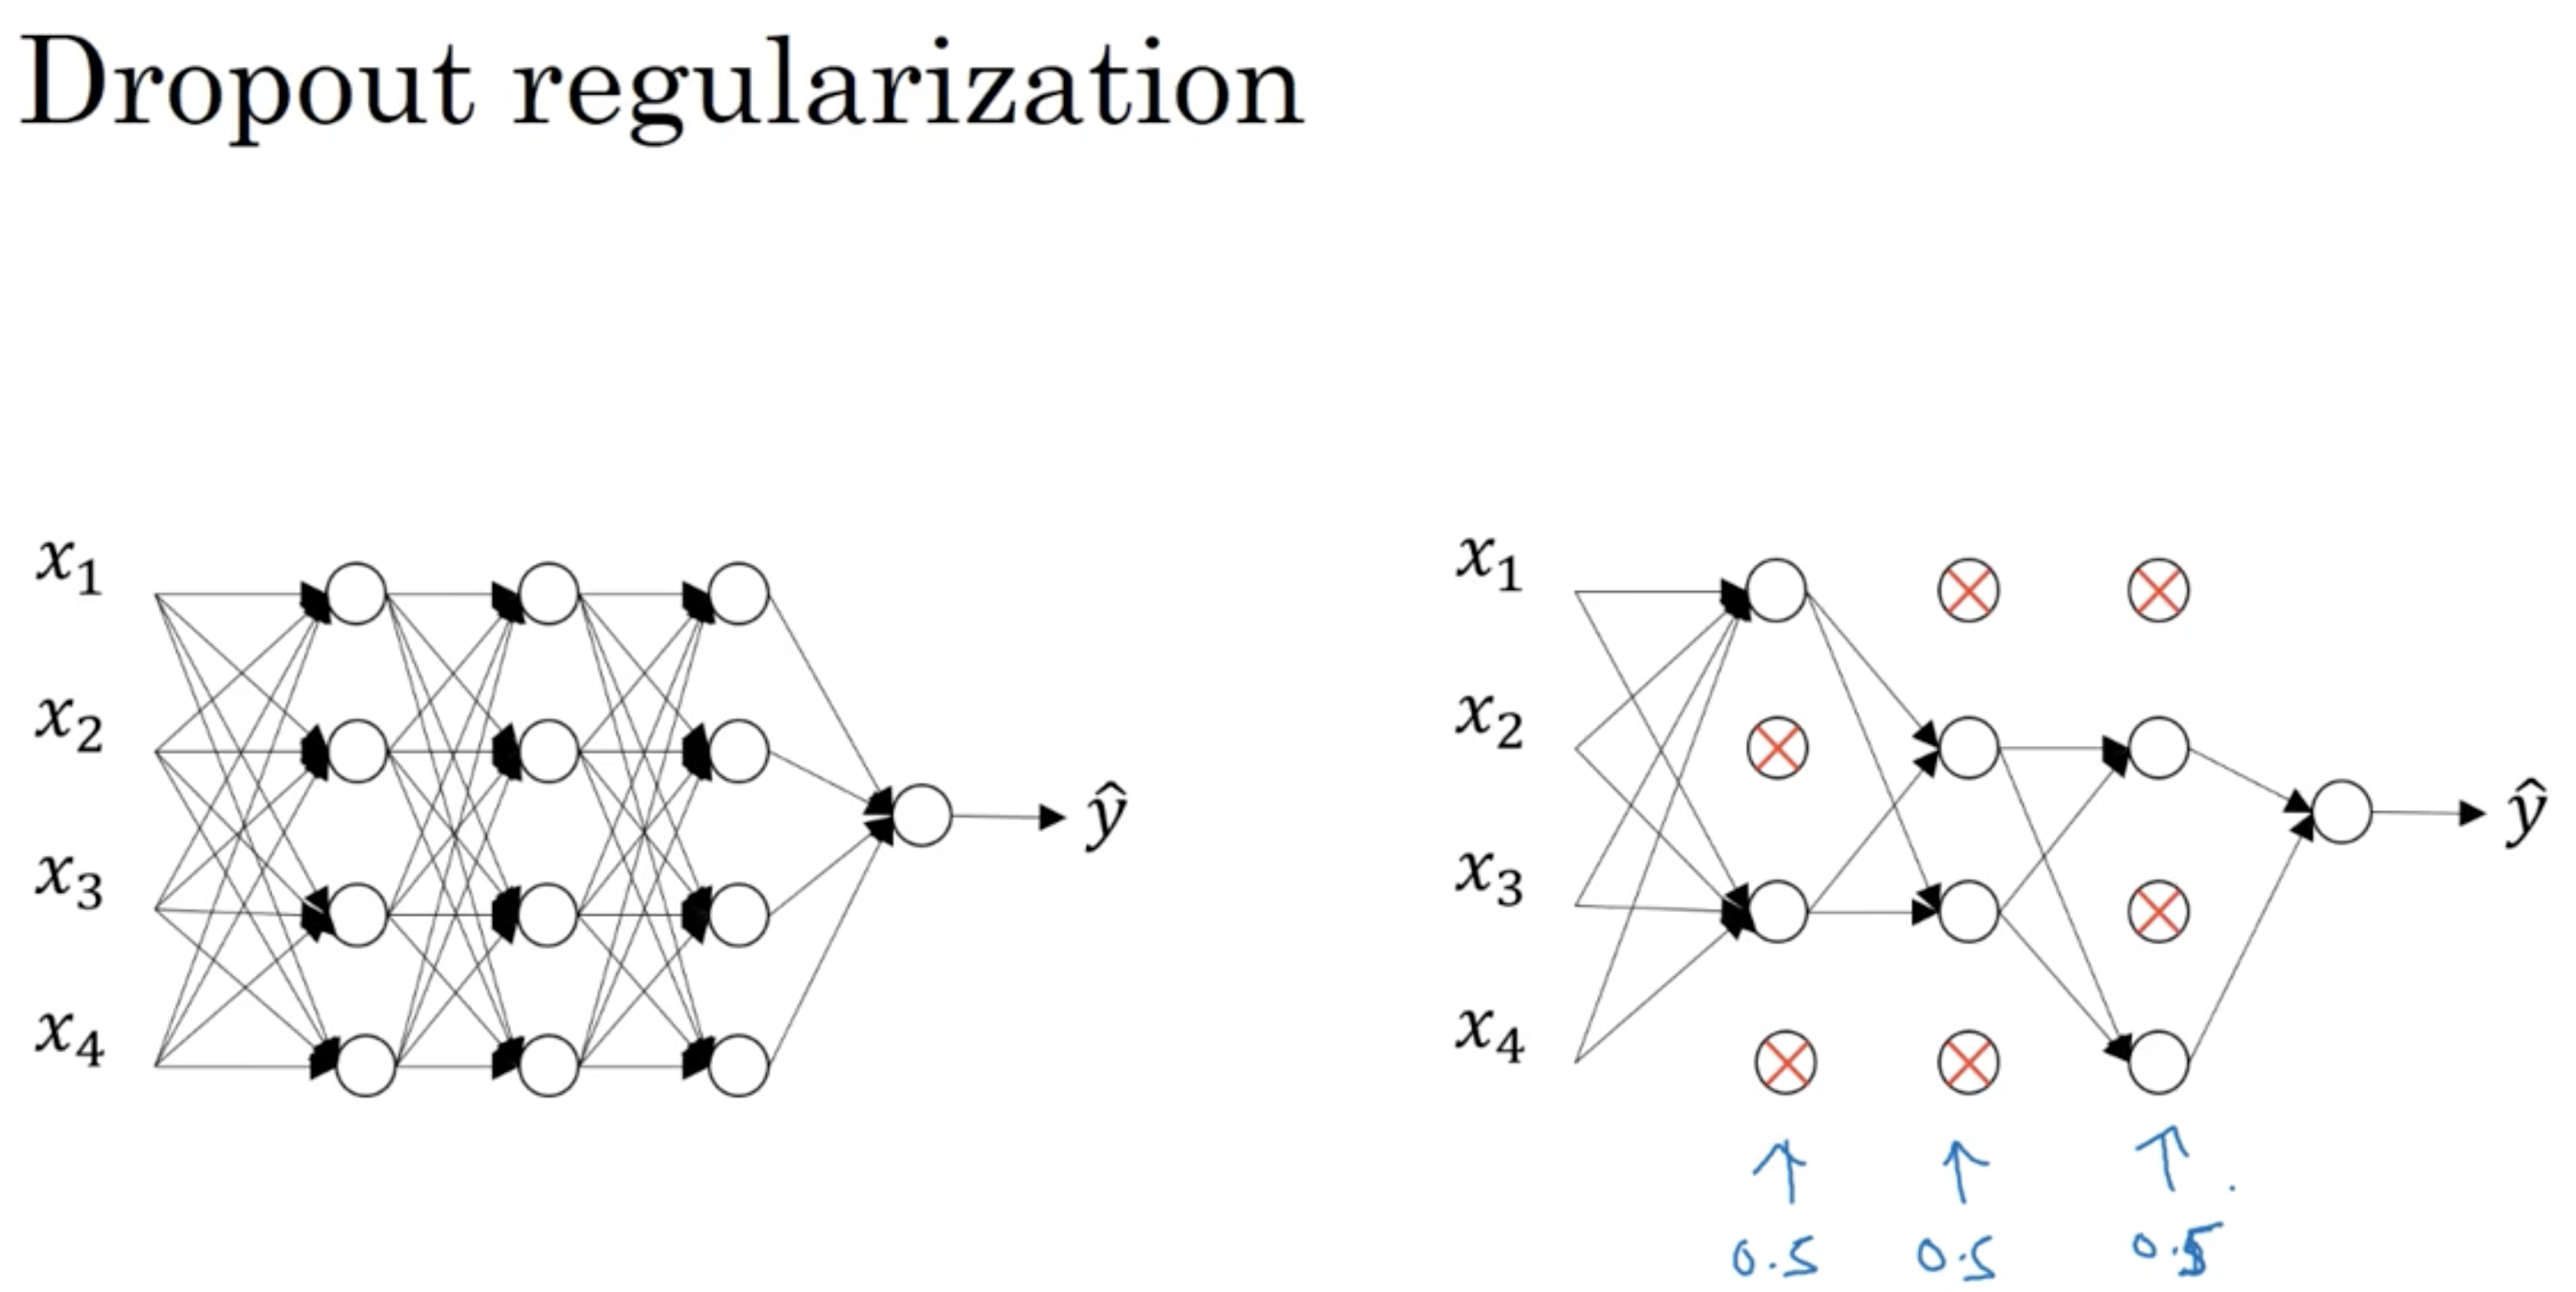 Dropout regularization
x₁
x₂
x₃
x₄
ŷ
x₁
x₂
x₃
x₄
ŷ
0.5 0.5 0.5